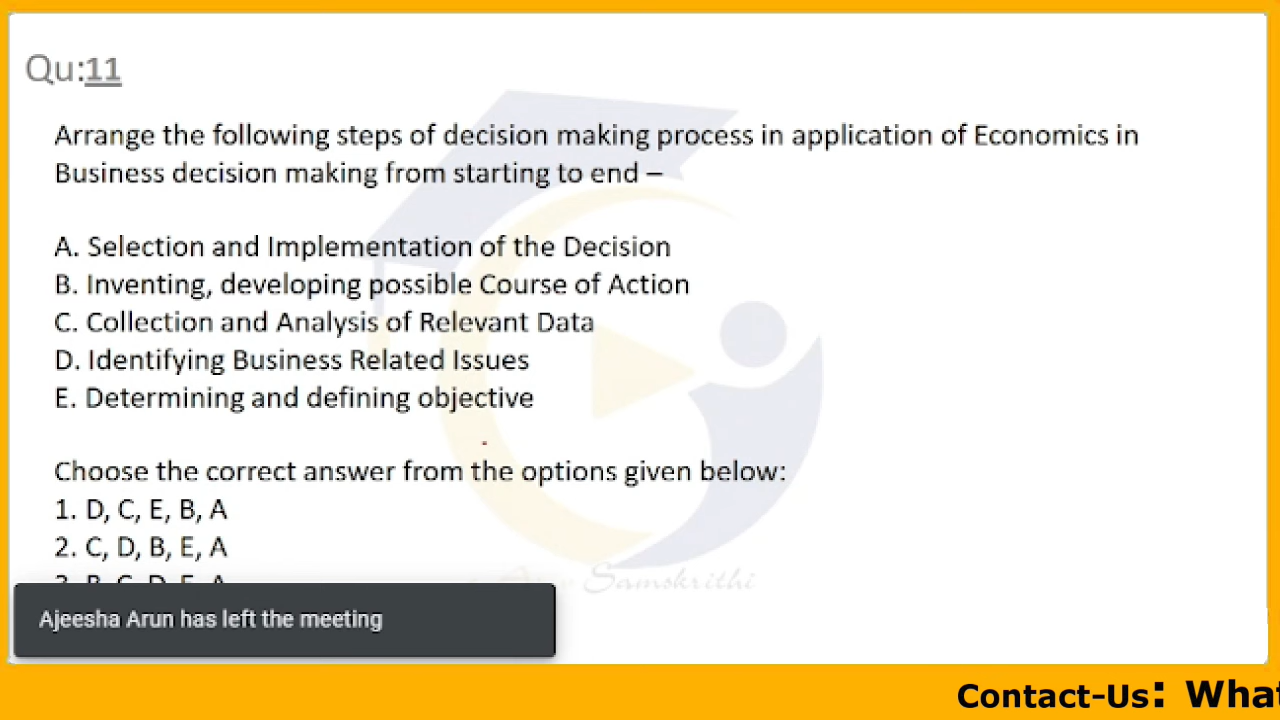 Qu:11
Arrange the following steps of decision making process in application of Economics in
Business decision making from starting to end –
A. Selection and Implementation of the Decision
B. Inventing, developing possible Course of Action
C. Collection and Analysis of Relevant Data
D. Identifying Business Related Issues
E. Determining and defining objective
Choose the correct answer from the options given below:
1. D, C, E, B, A
2. C, D, B, E, A
Samskrithi
Ajeesha Arun has left the meeting
Contact-Us: